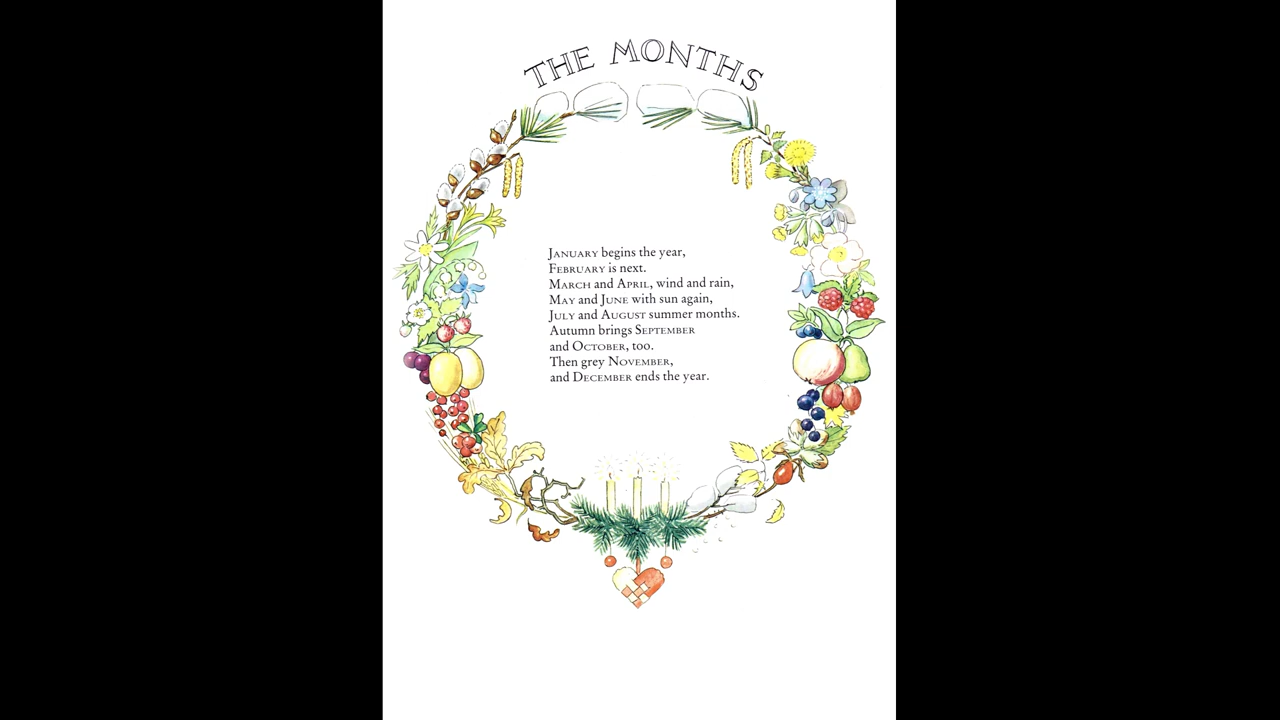 THE MONTHS
JANUARY begins the year,
FEBRUARY is next.
MARCH and APRIL, wind and rain,
MAY and JUNE with sun again,
JULY and AUGUST summer months.
Autumn brings SEPTEMBER
and OCTOBER, too.
Then grey NOVEMBER,
and DECEMBER ends the year.